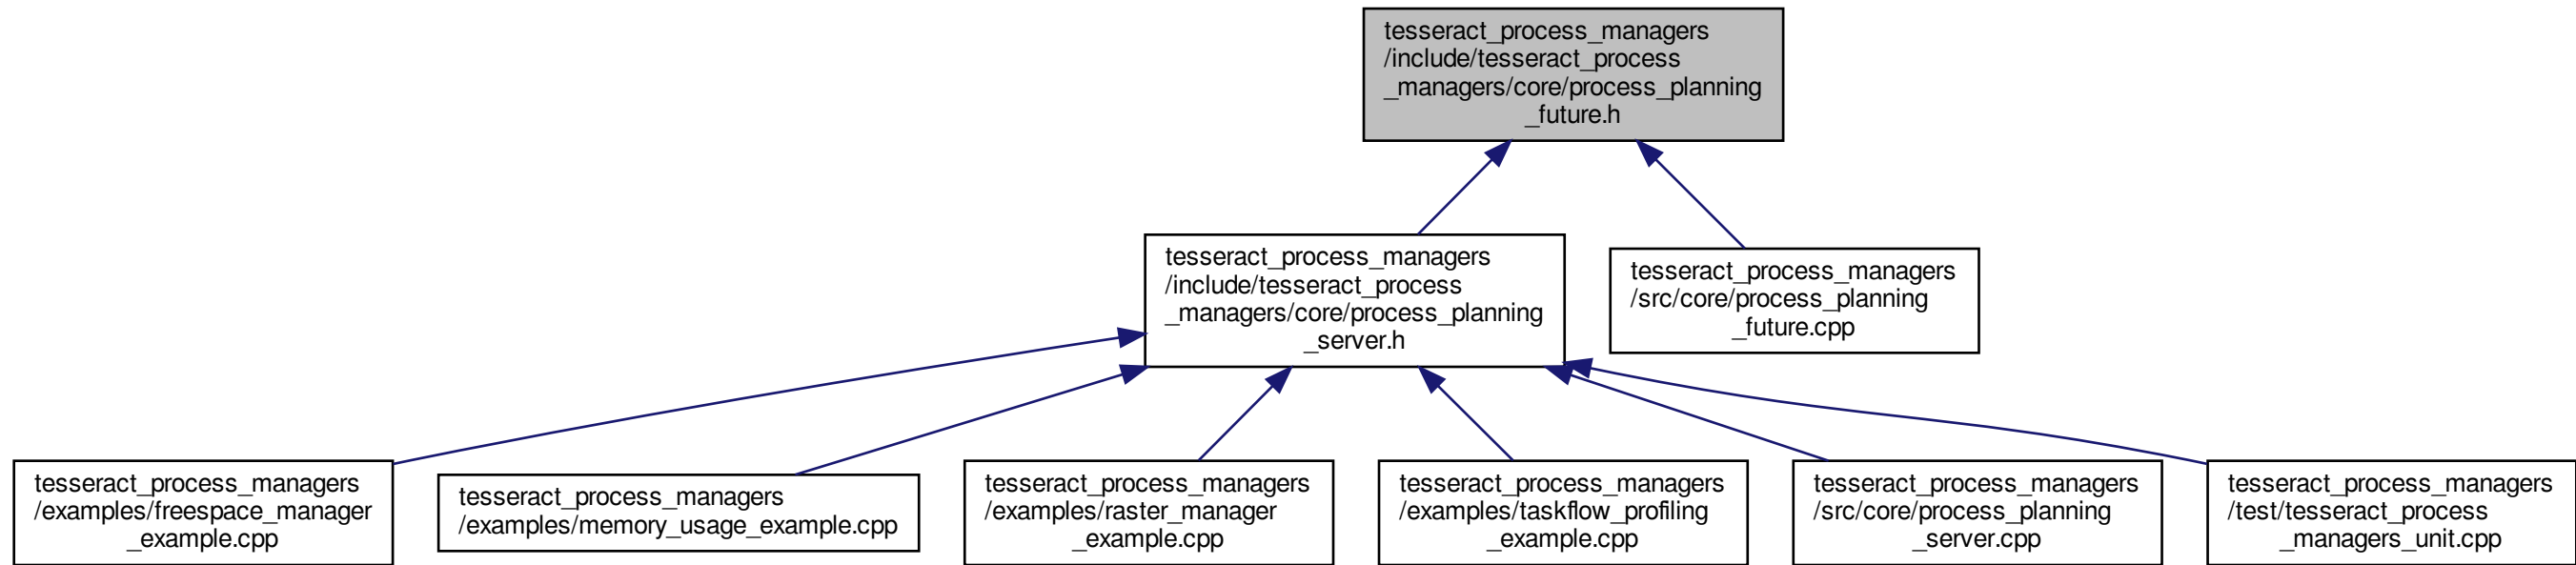 tesseract_process_managers
/include/tesseract_process
_managers/core/process_planning
_future.h
tesseract_process_managers
/include/tesseract_process
_managers/core/process_planning
_server.h
tesseract_process_managers
/src/core/process_planning
_future.cpp
tesseract_process_managers
/examples/freespace_manager
_example.cpp
tesseract_process_managers
/examples/memory_usage_example.cpp
tesseract_process_managers
/examples/raster_manager
_example.cpp
tesseract_process_managers
/examples/taskflow_profiling
_example.cpp
tesseract_process_managers
/src/core/process_planning
_server.cpp
tesseract_process_managers
/test/tesseract_process
_managers_unit.cpp